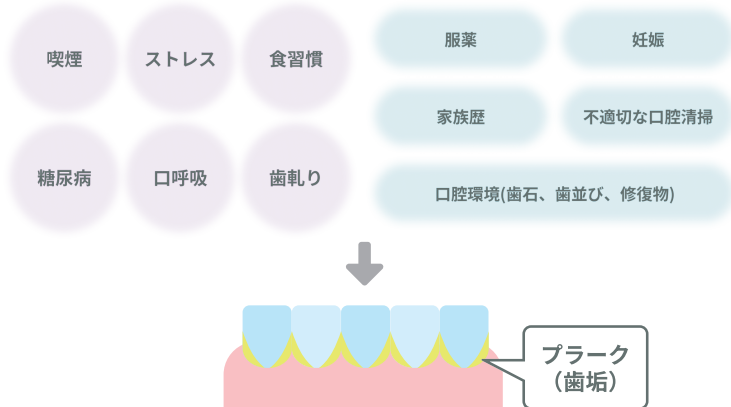 喫煙
ストレス
食習慣
糖尿病
口呼吸
歯軋り
服薬
妊娠
家族歴
不適切な口腔清掃
口腔環境(歯石、歯並び、修復物)
プラーク
（歯垢）